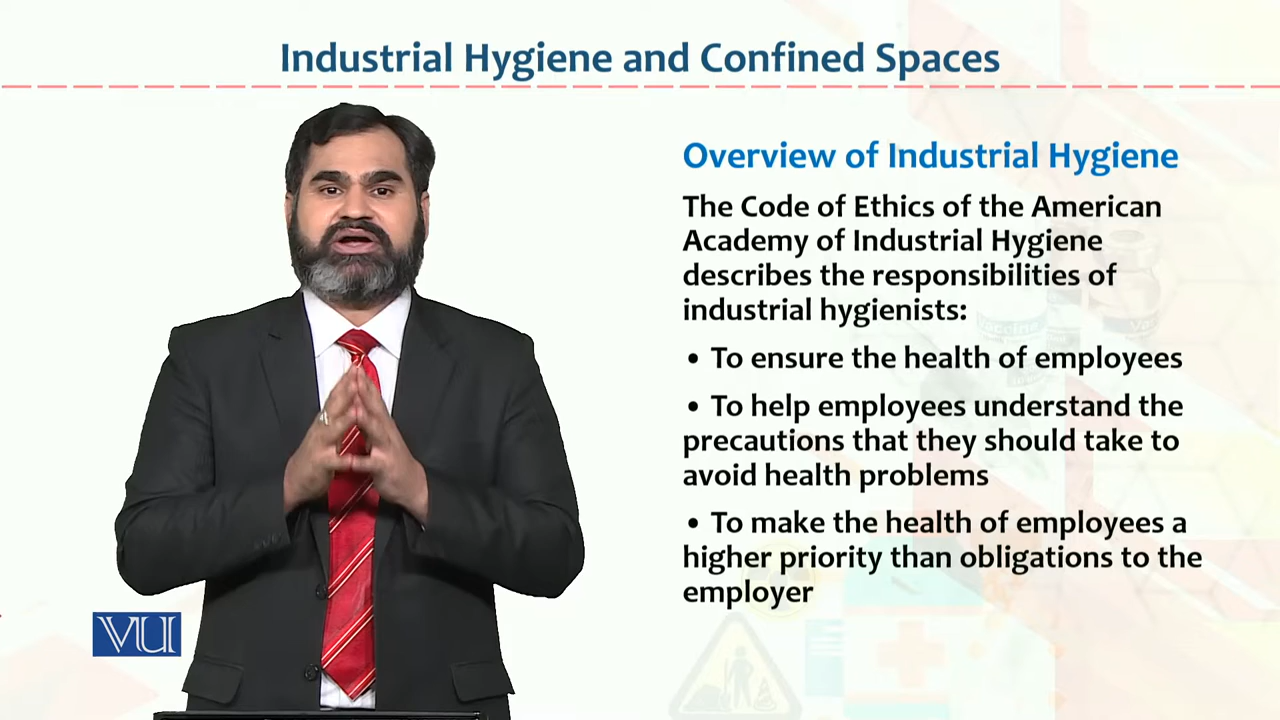 Industrial Hygiene and Confined Spaces
Overview of Industrial Hygiene
The Code of Ethics of the American
Academy of Industrial Hygiene
describes the responsibilities of
industrial hygienists:
• To ensure the health of employees
• To help employees understand the
precautions that they should take to
avoid health problems
• To make the health of employees a
higher priority than obligations to the
employer
VU
Vaccine